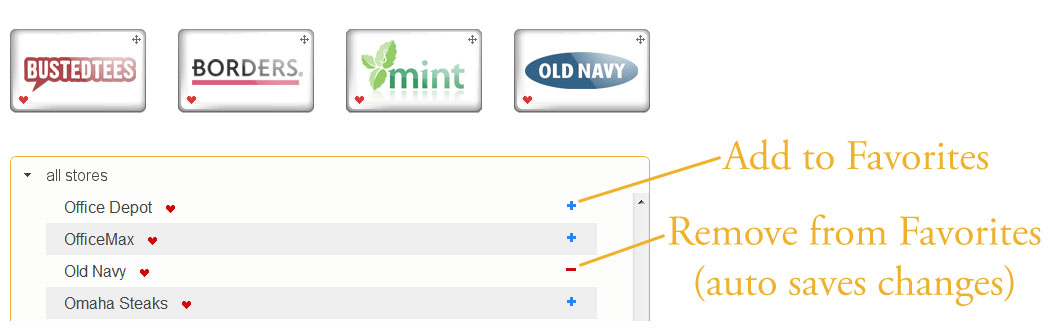 BUSTEDTEES
BORDERS®
mint
OLD NAVY
all stores
Office Depot
OfficeMax
Old Navy
Omaha Steaks
Add to Favorites
Remove from Favorites
(auto saves changes)